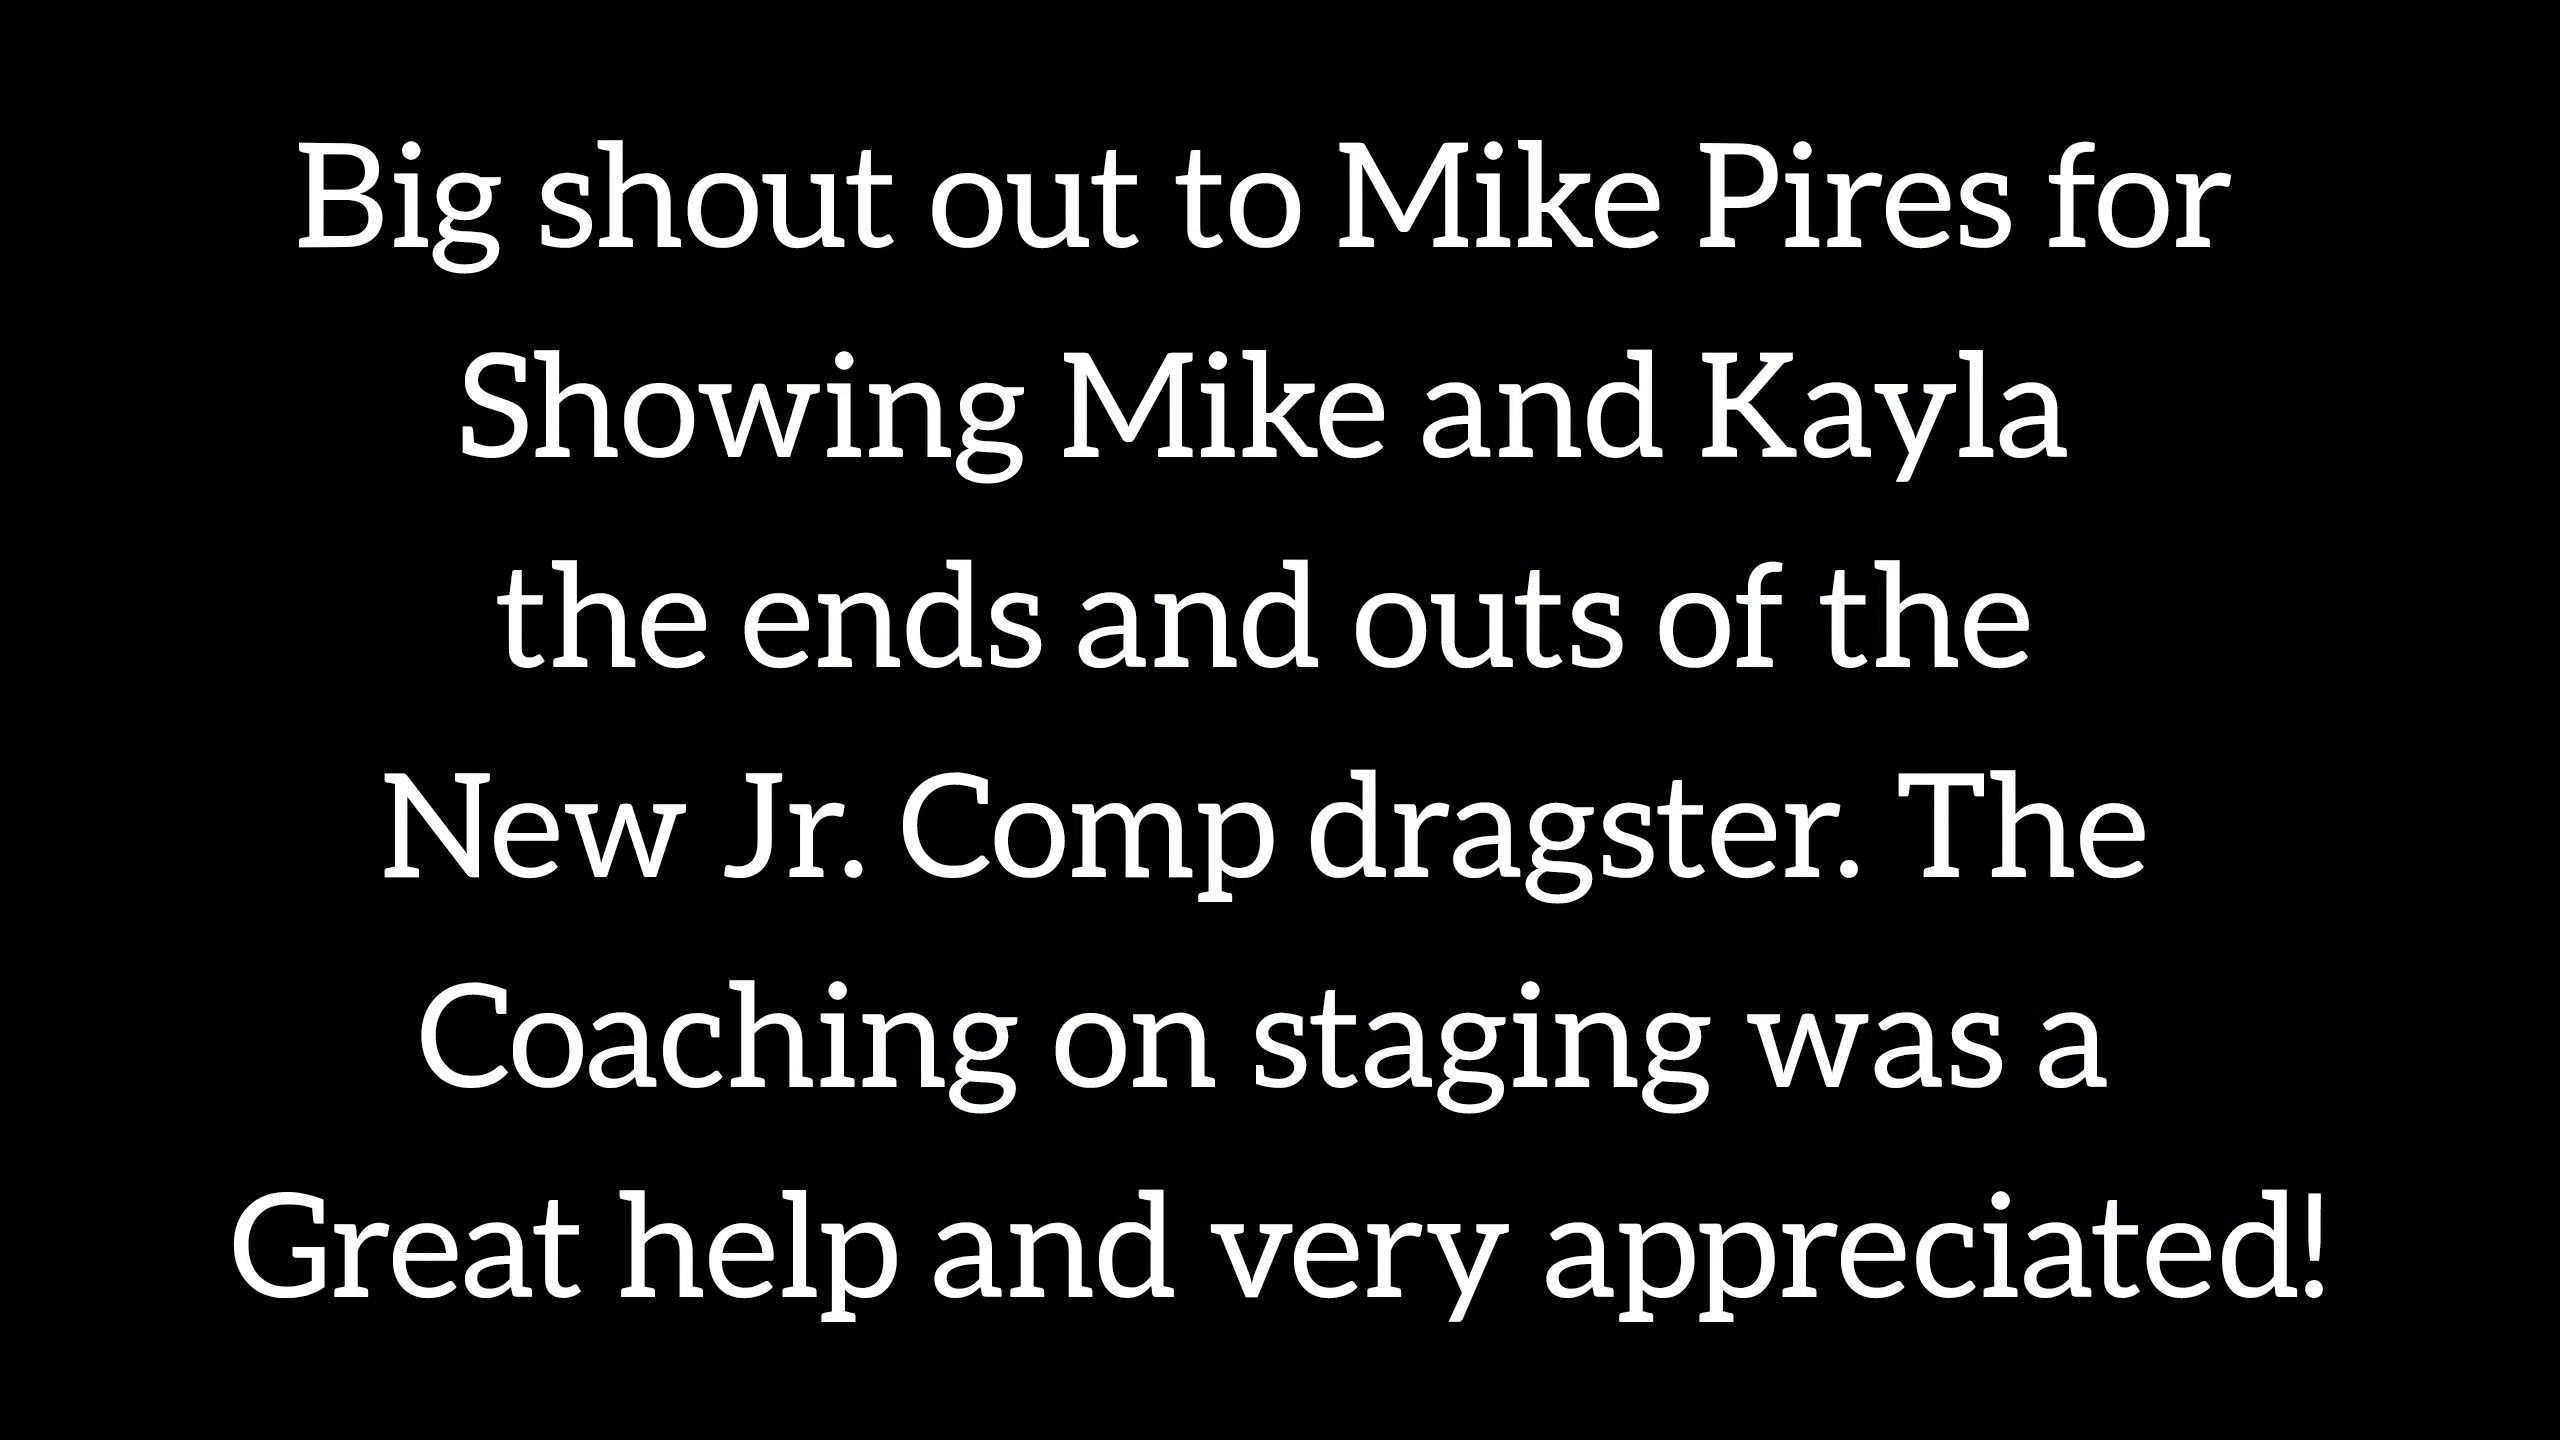 Big shout out to Mike Pires for
Showing Mike and Kayla
the ends and outs of the
New Jr. Comp dragster. The
Coaching on staging was a
Great help and very appreciated!